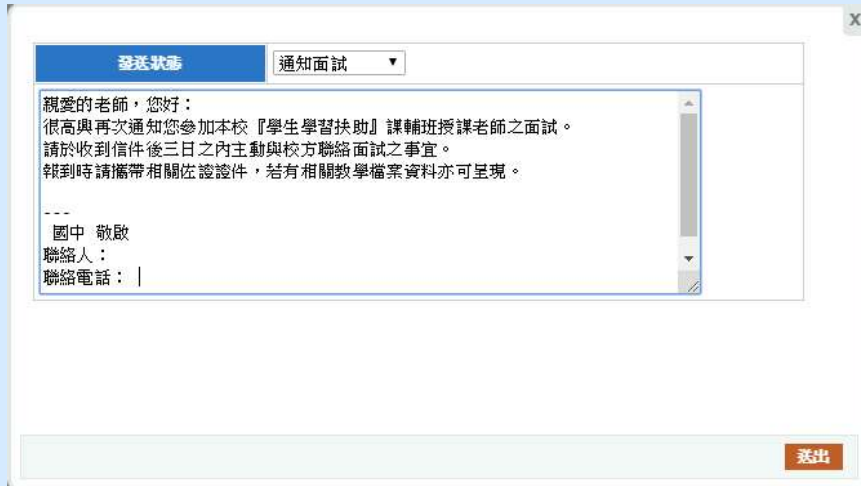 X
發送狀態
通知面試
親愛的老師，您好：
很高興再次通知您參加本校『學生學習扶助』課輔班授課老師之面試。
請於收到信件後三日之內主動與校方聯絡面試之事宜。
報到時請攜帶相關佐證證件，若有相關教學檔案資料亦可呈現。
---
國中 敬啟
聯絡人：
聯絡電話：
送出